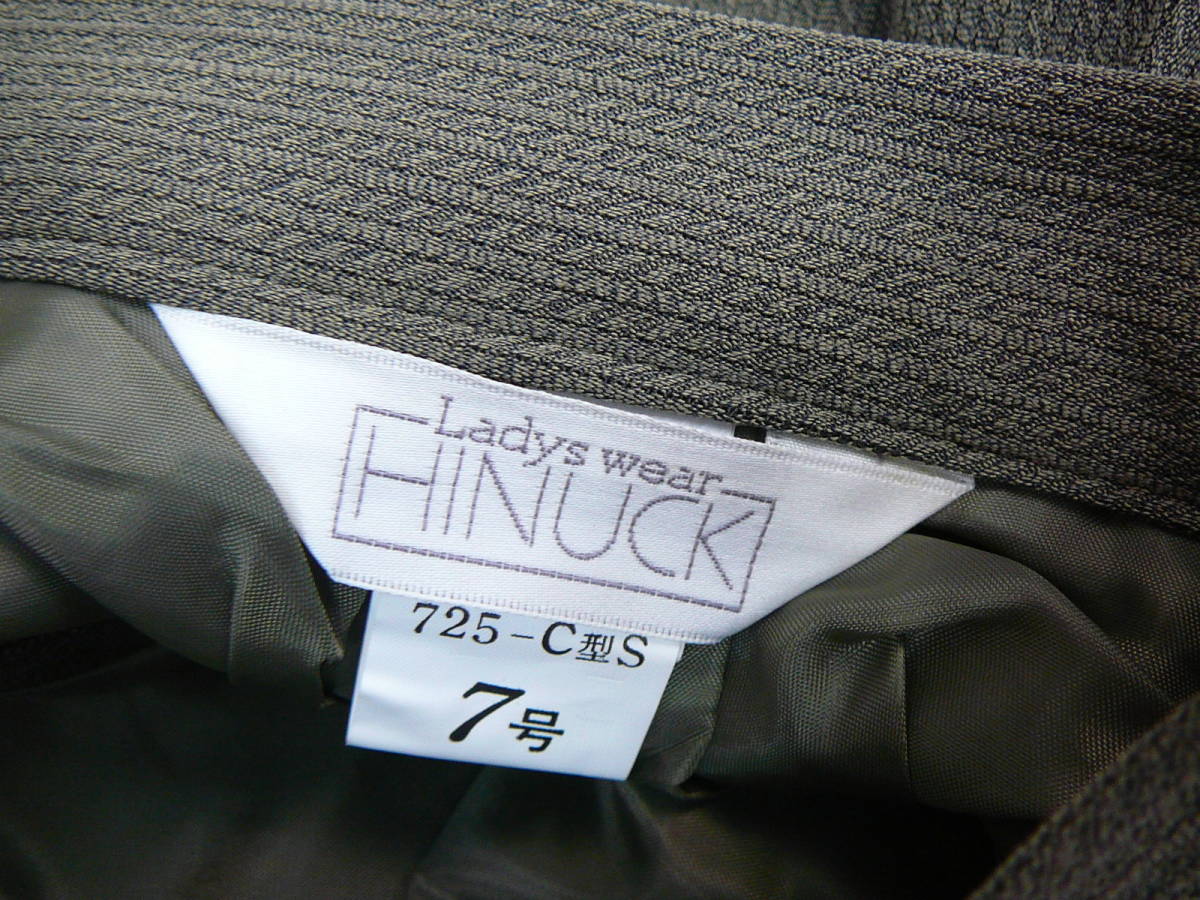 Ladys wear
HINUCK
725-C型S
7号